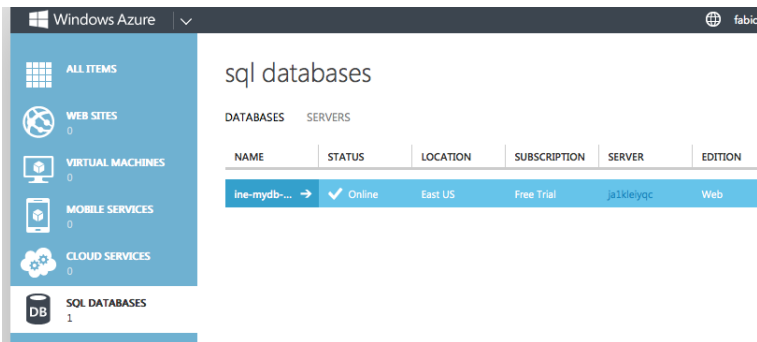 Windows Azure
fabio
ALL ITEMS
WEB SITES
0
VIRTUAL MACHINES
0
MOBILE SERVICES
0
CLOUD SERVICES
0
DB
SQL DATABASES
1
sql databases
DATABASES SERVERS
NAME STATUS LOCATION SUBSCRIPTION SERVER EDITION
ine-mydb-... Online East US Free Trial ja1kleiyqc Web